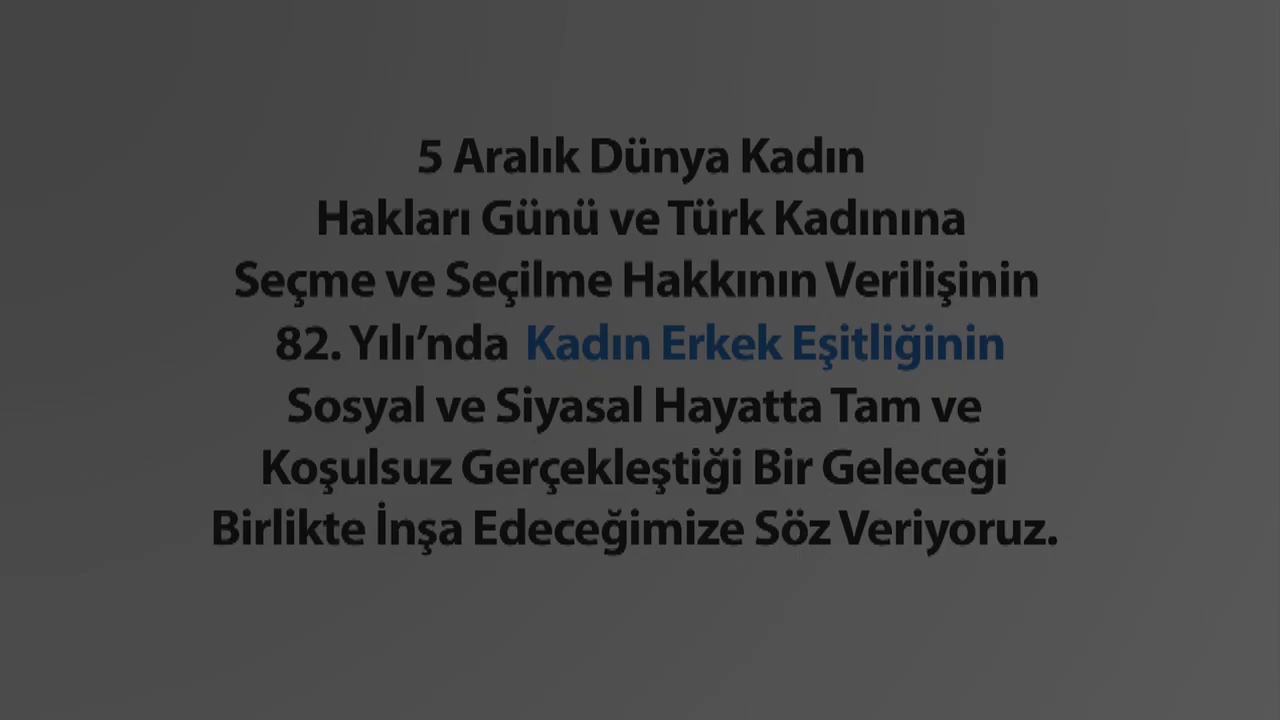 5 Aralık Dünya Kadın
Hakları Günü ve Türk Kadınına
Seçme ve Seçilme Hakkının Verilişinin
82. Yılı’nda Kadın Erkek Eşitliğinin
Sosyal ve Siyasal Hayatta Tam ve
Koşulsuz Gerçekleştiği Bir Geleceği
Birlikte İnşa Edeceğimize Söz Veriyoruz.